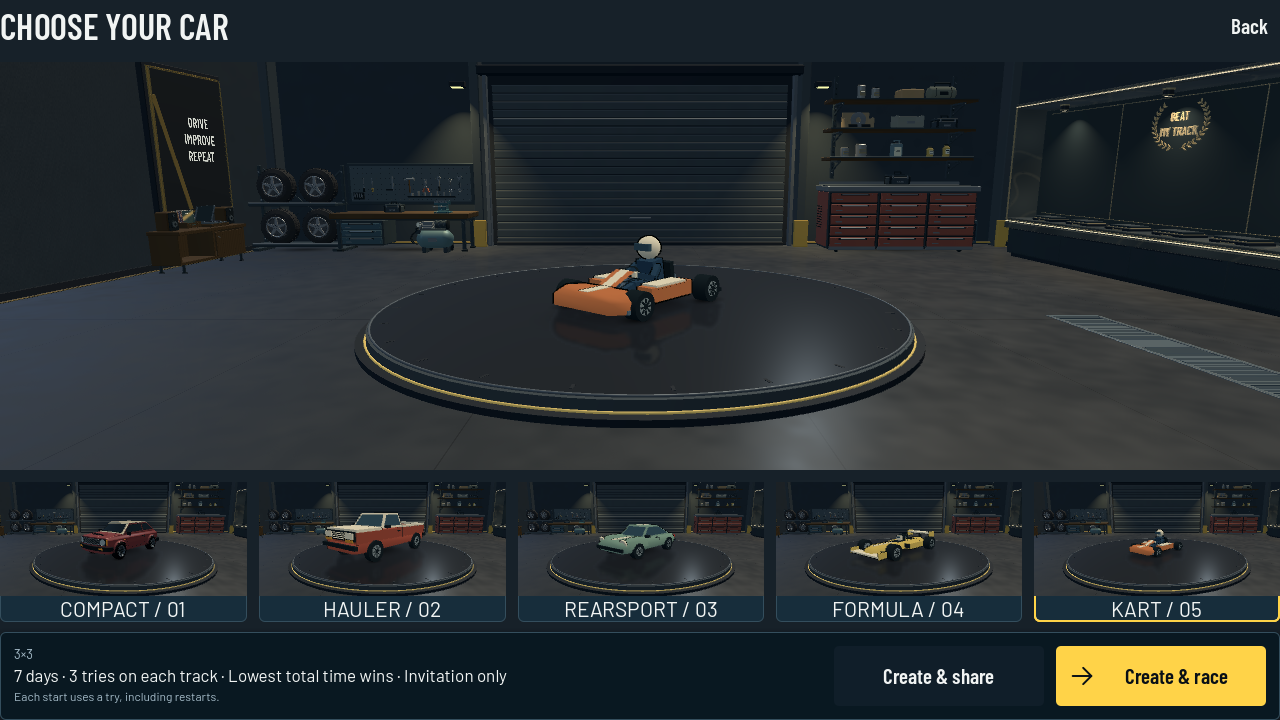 CHOOSE YOUR CAR
Back
DRIVE
IMPROVE
REPEAT
BEAT
MY TRACK
COMPACT / 01
HAULER / 02
REARSPORT / 03
FORMULA / 04
KART / 05
3×3
7 days · 3 tries on each track · Lowest total time wins · Invitation only
Each start uses a try, including restarts.
Create & share
Create & race